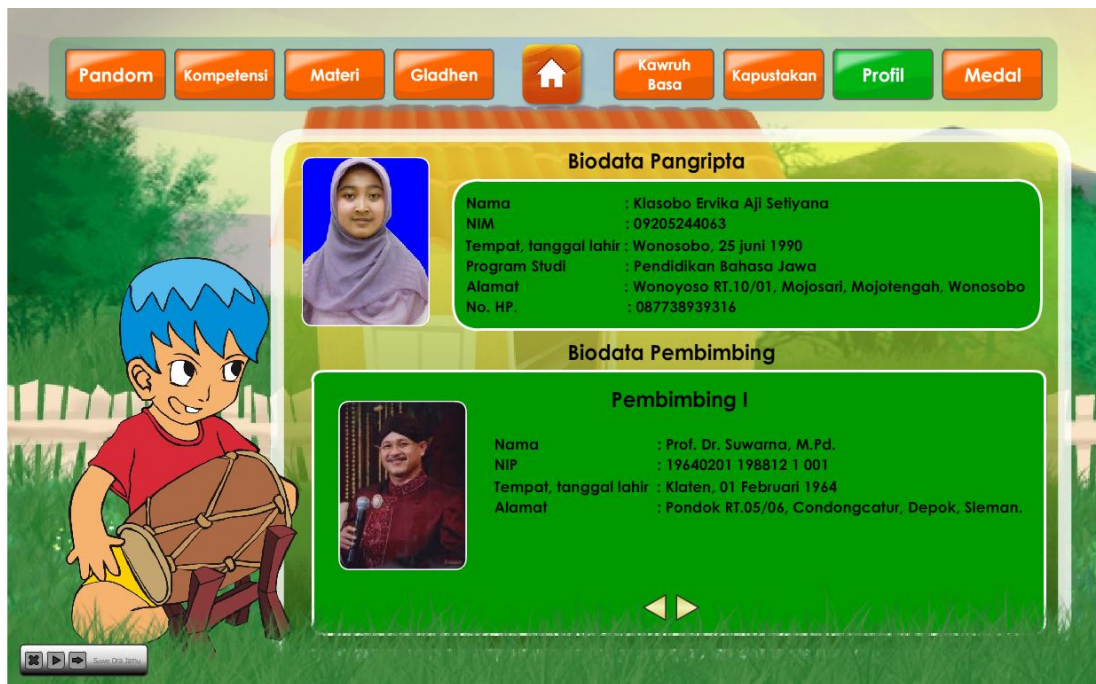 Pandom
Kompetensi
Materi
Gladhen
Kawruh
Basa
Kapustakan
Profil
Medal
Biodata Pangripta
Nama : Klasobo Ervika Aji Setiyana
NIM : 09205244063
Tempat, tanggal lahir : Wonosobo, 25 juni 1990
Program Studi : Pendidikan Bahasa Jawa
Alamat : Wonoyoso RT.10/01, Mojosari, Mojotengah, Wonosobo
No. HP. : 087738939316
Biodata Pembimbing
Pembimbing I
Nama : Prof. Dr. Suwarna, M.Pd.
NIP : 19640201 198812 1 001
Tempat, tanggal lahir : Klaten, 01 Februari 1964
Alamat : Pondok RT.05/06, Condongcatur, Depok, Sleman.
Suwe Ora Jamu